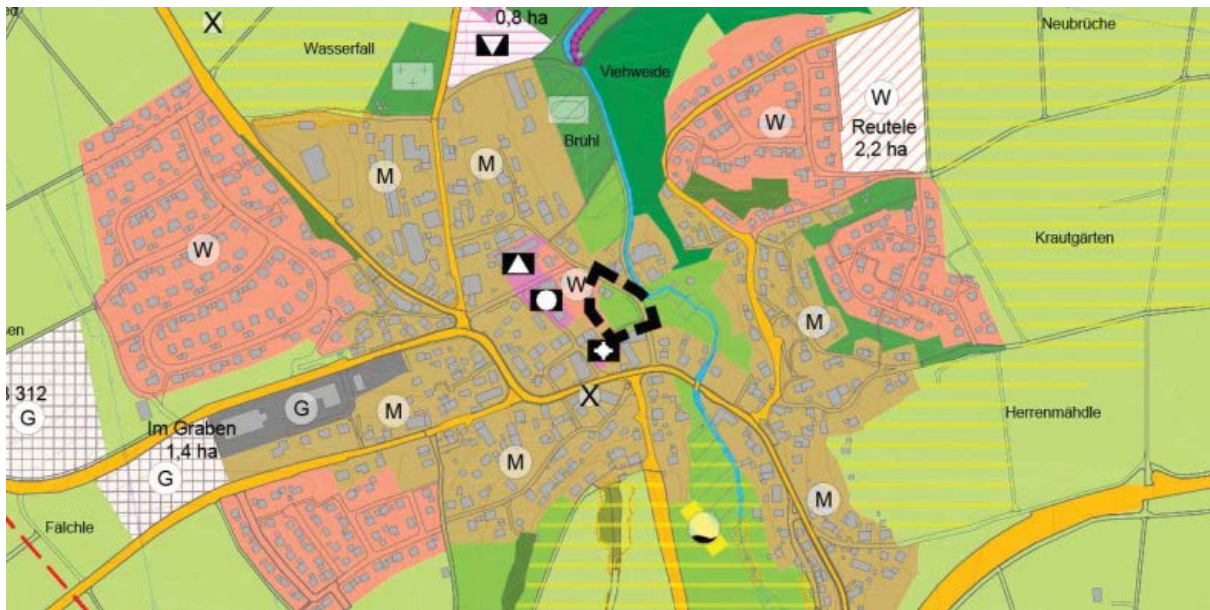 X
0,8 ha
Wasserfall
Neubrüche
Viehweide
W
W
Reutele
2,2 ha
Brühl
M
M
W
Krautgärten
W
M
312
G
G
M
X
Herrenmähdle
Im Graben
1,4 ha
G
M
M
Fälchle